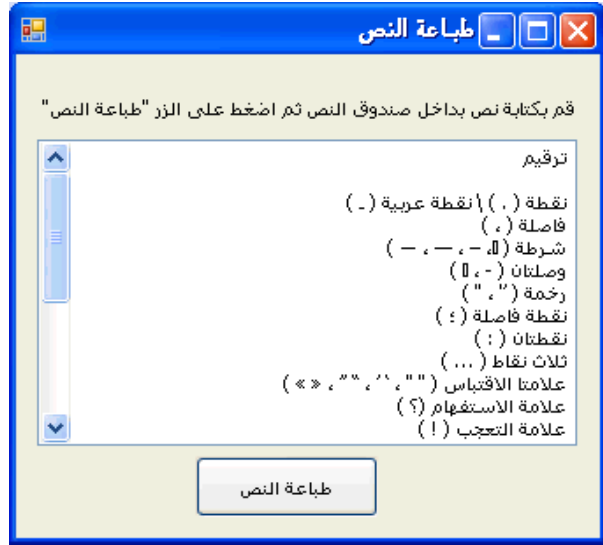 طباعة النص
قم بكتابة نص بداخل صندوق النص ثم اضغط على الزر "طباعة النص"
ترقيم
نقطة ( . ) \ نقطة عربية ( ـ )
فاصلة ( ، )
شرطة ( ▯، – ، — ، ― )
وصلتان ( - ، ▯ )
رخمة ( ″ ، " )
نقطة فاصلة ( ؛ )
نقطتان ( : )
ثلاث نقاط ( ... )
علامتا الاقتباس ( " " ، ‘ ’ ، “ ” ، « » )
علامة الاستفهام ( ؟ )
علامة التعجب ( ! )
طباعة النص